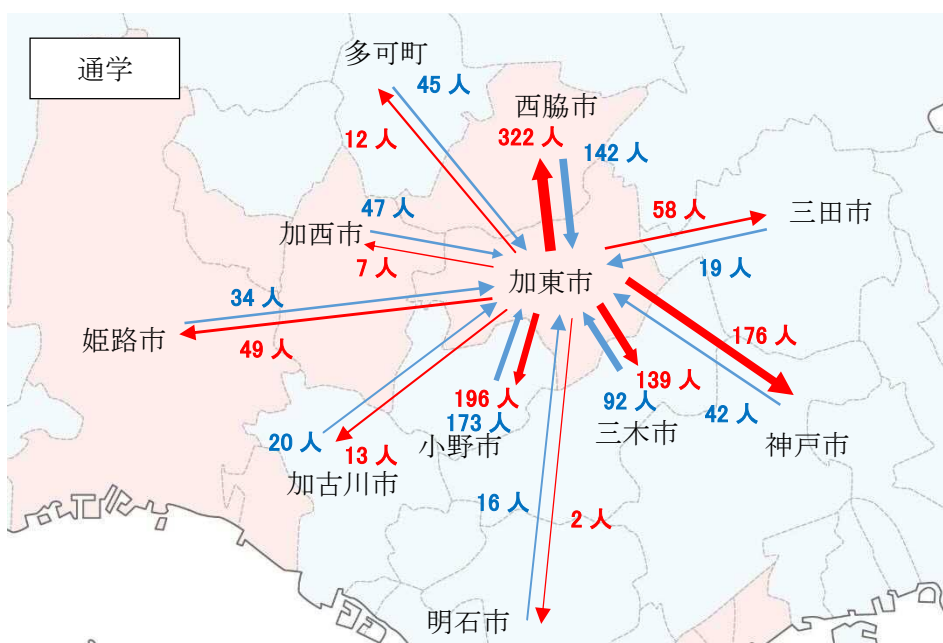 通学
多可町
45 人
12 人
西脇市
322 人
142 人
47 人
加西市
7 人
58 人
三田市
19 人
加東市
34 人
姫路市
49 人
176 人
139 人
196 人
92 人
42 人
173 人
20 人
13 人
小野市
三木市
神戸市
加古川市
16 人
2 人
明石市